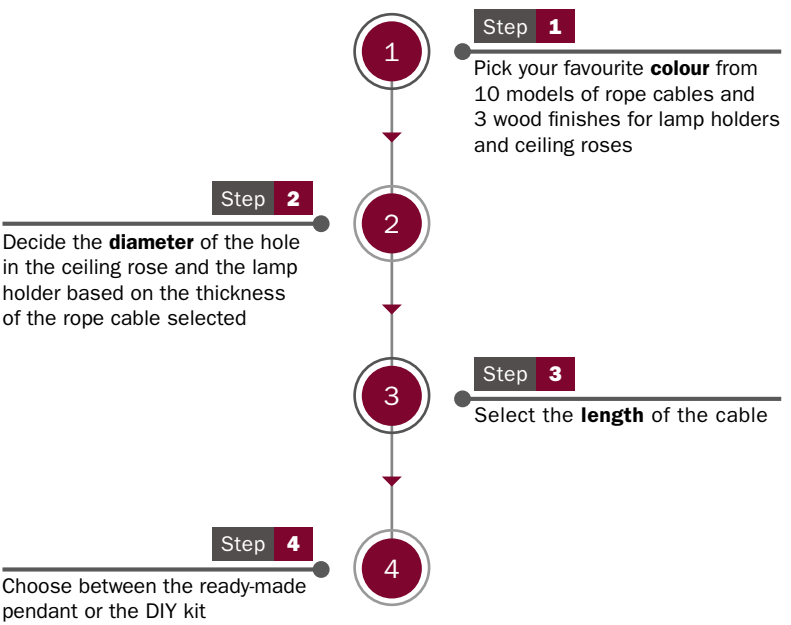 1
Step 1
Pick your favourite colour from
10 models of rope cables and
3 wood finishes for lamp holders
and ceiling roses
Step 2
2
Decide the diameter of the hole
in the ceiling rose and the lamp
holder based on the thickness
of the rope cable selected
3
Step 3
Select the length of the cable
Step 4
4
Choose between the ready-made
pendant or the DIY kit